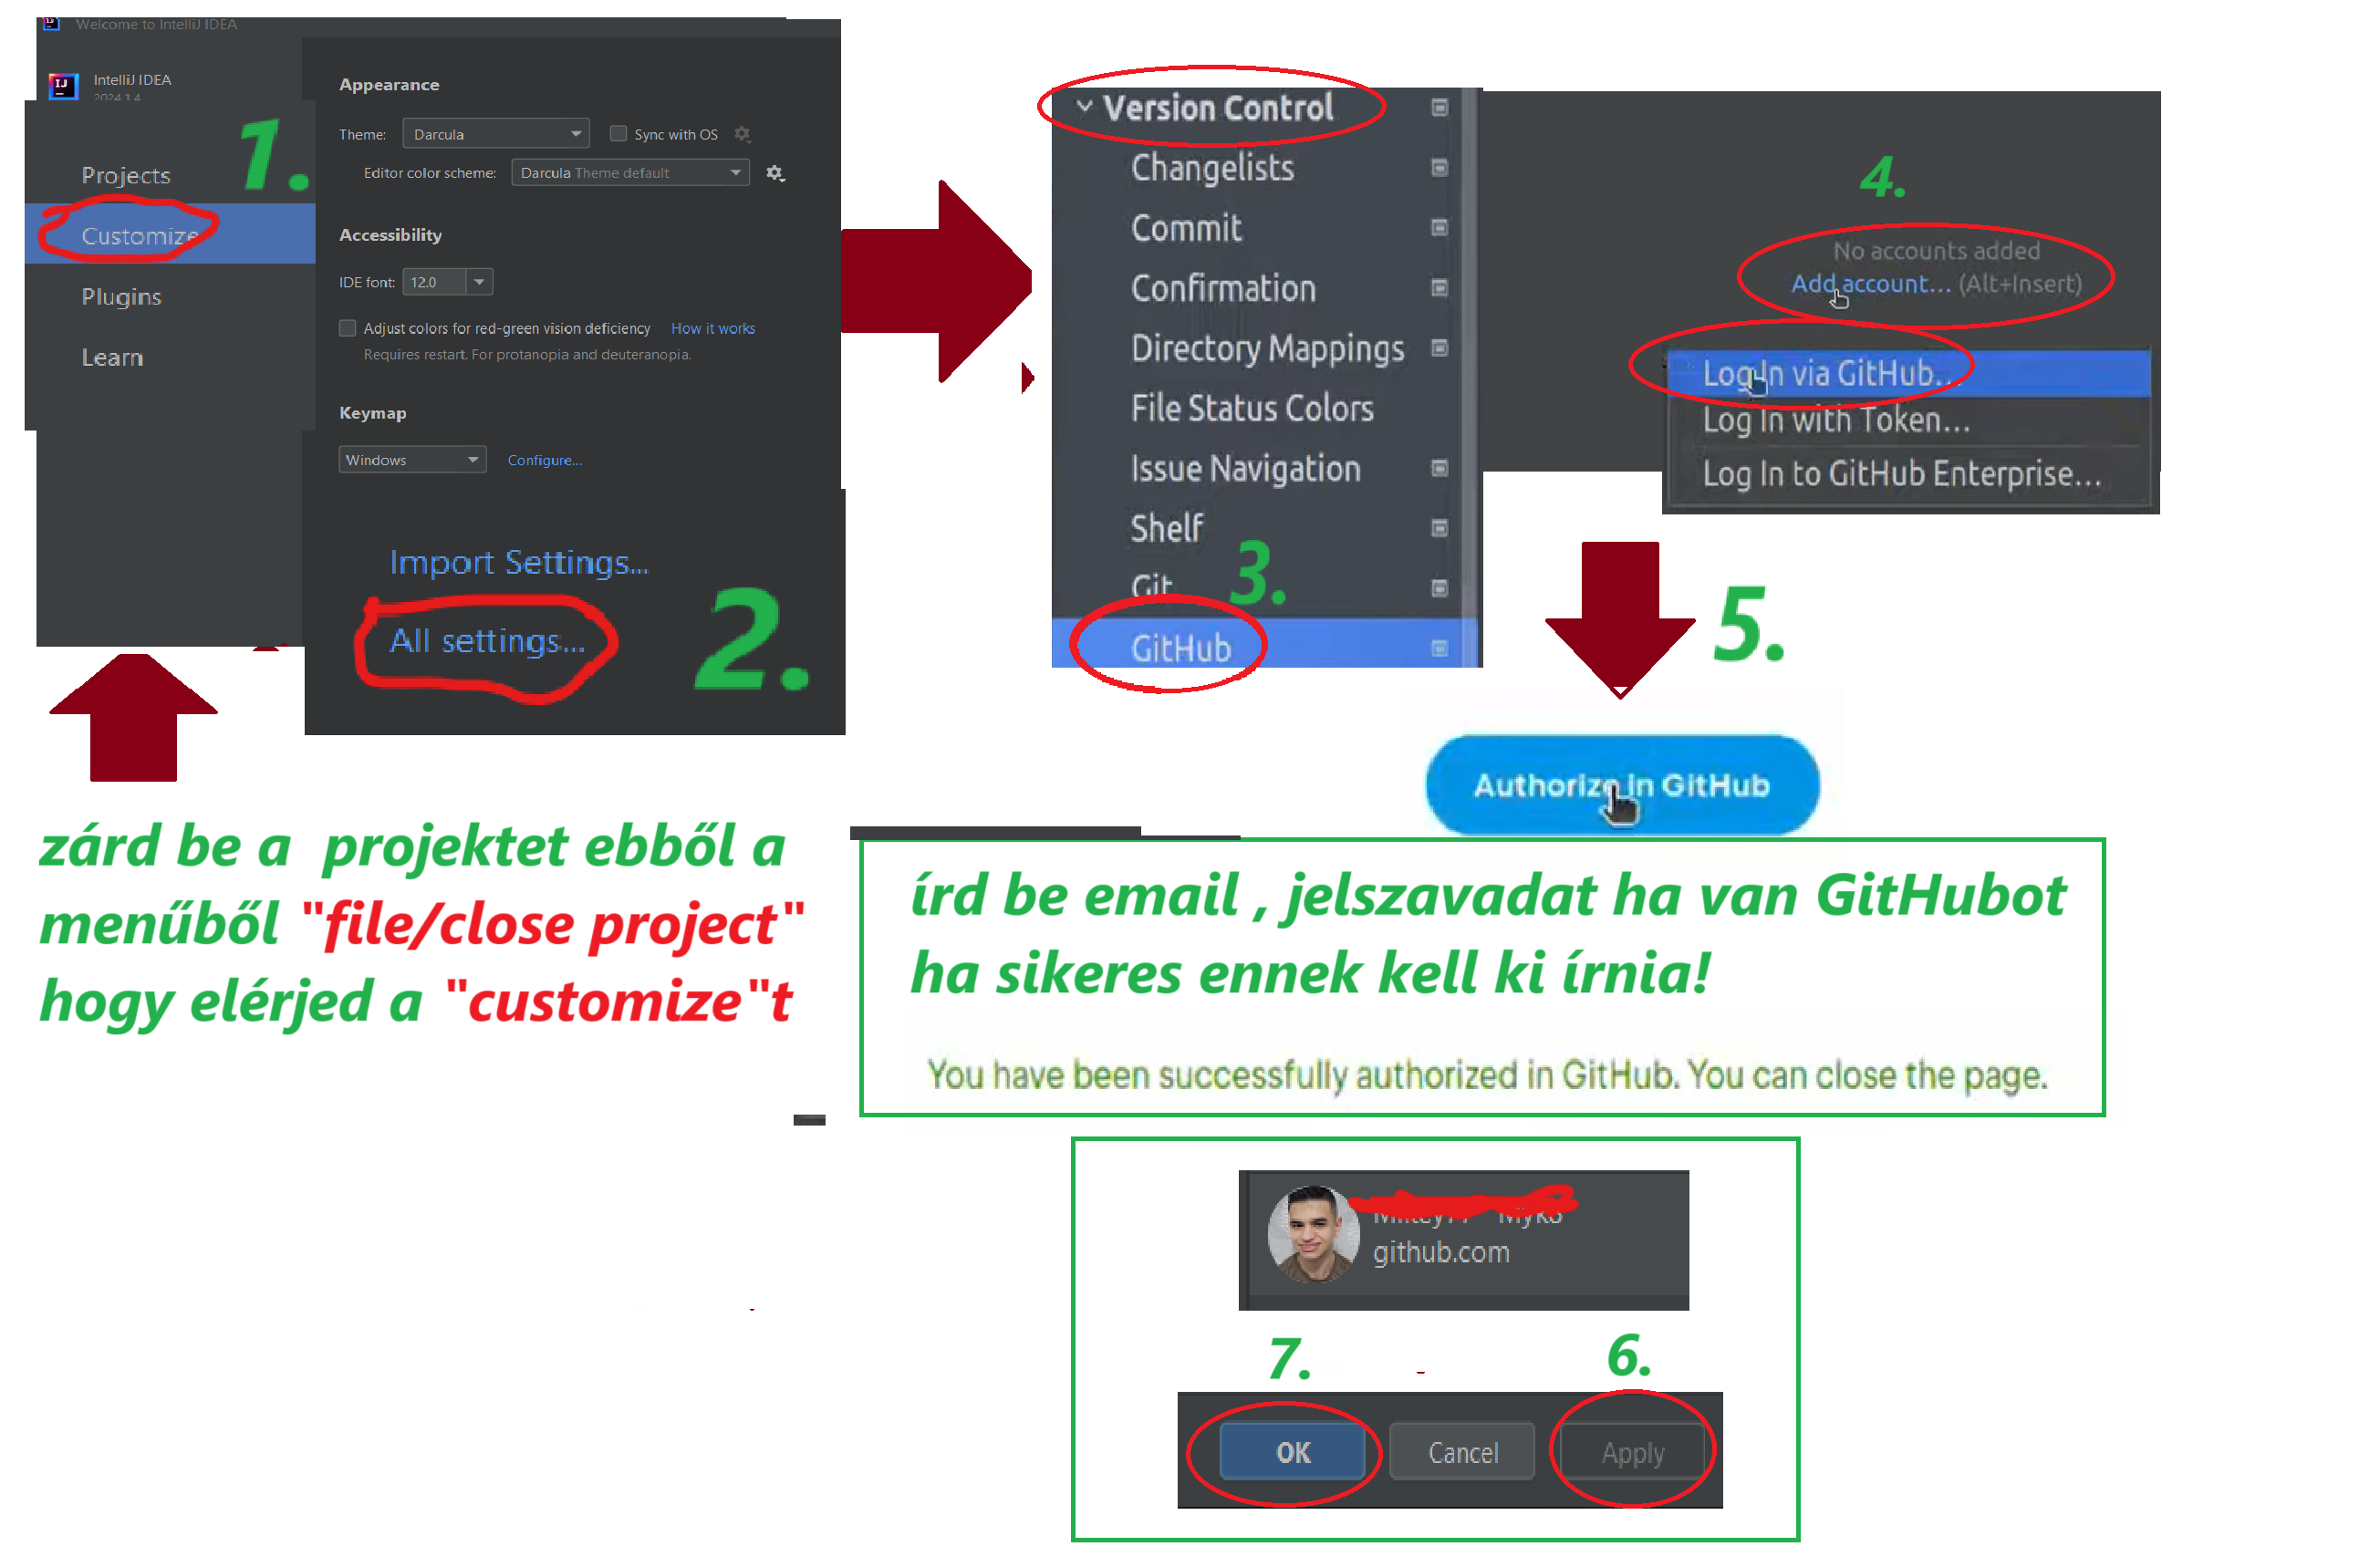 Welcome to IntelliJ IDEA
IntelliJ IDEA
2024.1.4
1.
Projects
Customize
Plugins
Learn
Appearance
Theme: Darcula Sync with OS
Editor color scheme: Darcula Theme default
Accessibility
IDE font: 12.0
Adjust colors for red-green vision deficiency How it works
Requires restart. For protanopia and deuteranopia.
Keymap
Windows Configure...
Import Settings...
All settings...
2.
zárd be a projektet ebből a
menűből "file/close project"
hogy elérjed a "customize"t
Version Control
Changelists
Commit
Confirmation
Directory Mappings
File Status Colors
Issue Navigation
Shelf
3.
Git
GitHub
4.
No accounts added
Add account... (Alt+Insert)
Log In via GitHub...
Log In with Token...
Log In to GitHub Enterprise...
5.
Authorize in GitHub
írd be email , jelszavadat ha van GitHubot
ha sikeres ennek kell ki írnia!
You have been successfully authorized in GitHub. You can close the page.
github.com
7.
6.
OK
Cancel
Apply